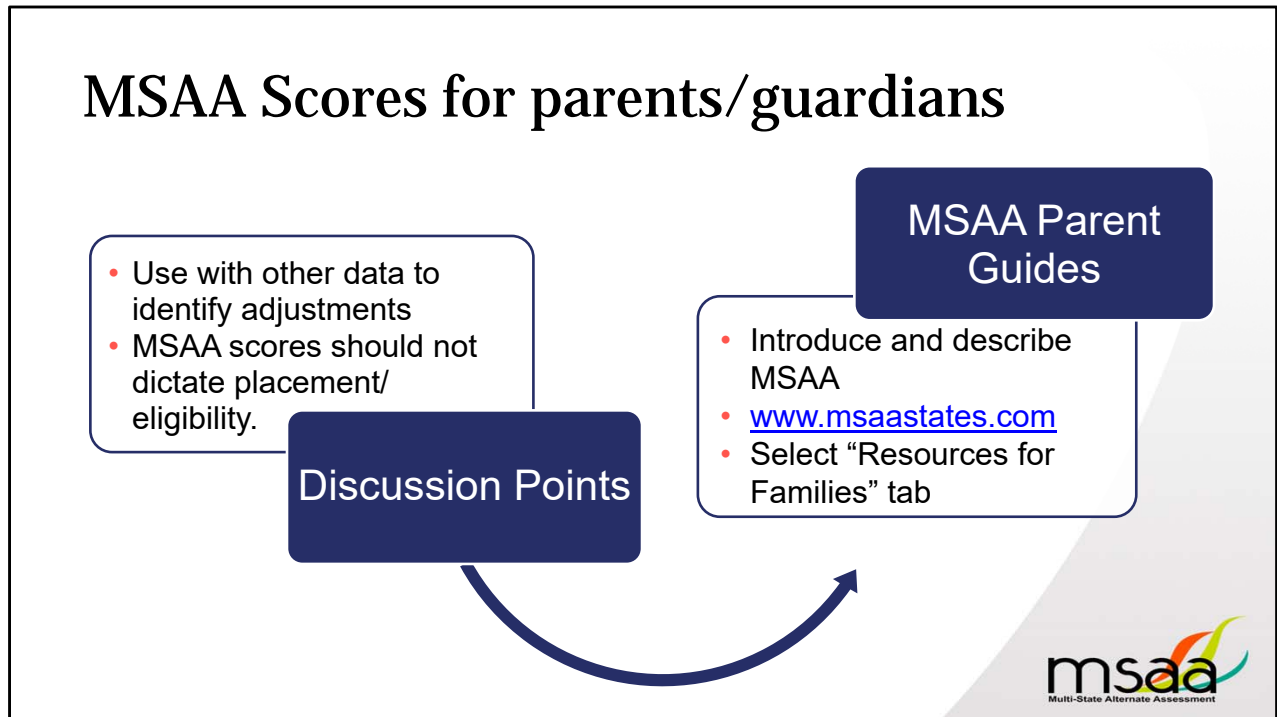 MSAA Scores for parents/guardians
• Use with other data to
identify adjustments
• MSAA scores should not
dictate placement/
eligibility.
Discussion Points
MSAA Parent
Guides
• Introduce and describe
MSAA
• www.msaastates.com
• Select “Resources for
Families” tab
msaa
Multi-State Alternate Assessment